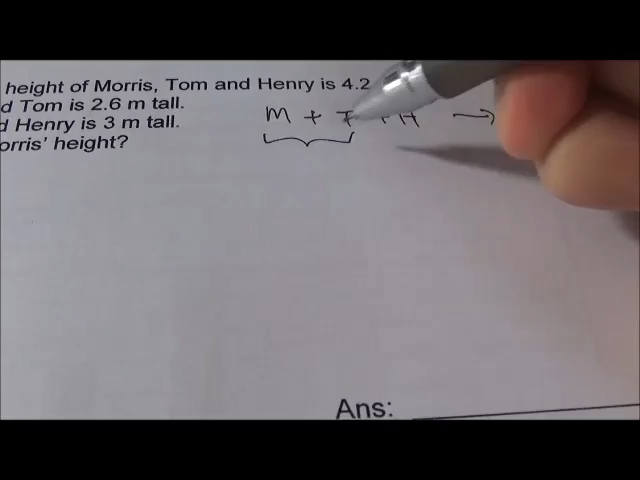 height of Morris, Tom and Henry is 4.2
d Tom is 2.6 m tall.
d Henry is 3 m tall.
orris' height?
M + T + H →
Ans: